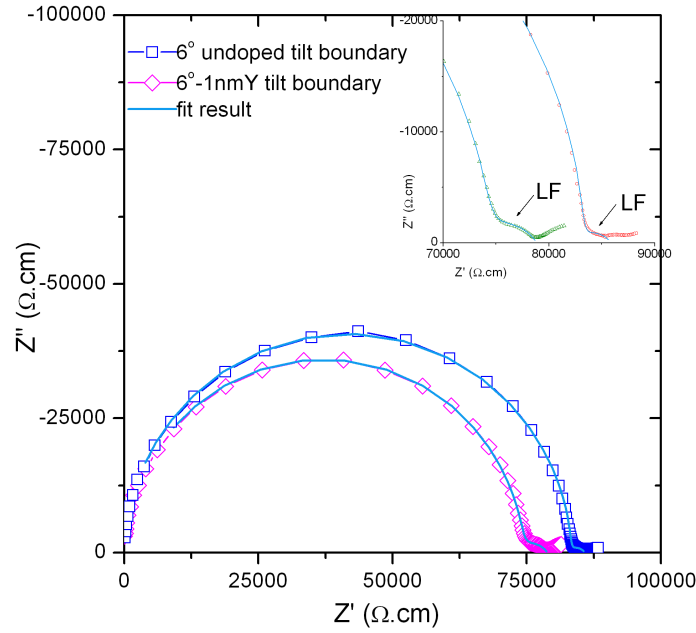 -100000
-75000
-50000
-25000
0
Z'' (Ω.cm)
6° undoped tilt boundary
6°-1nmY tilt boundary
fit result
-20000
-10000
0
Z'' (Ω.cm)
LF
LF
70000 80000 90000
Z' (Ω.cm)
0 25000 50000 75000 100000
Z' (Ω.cm)